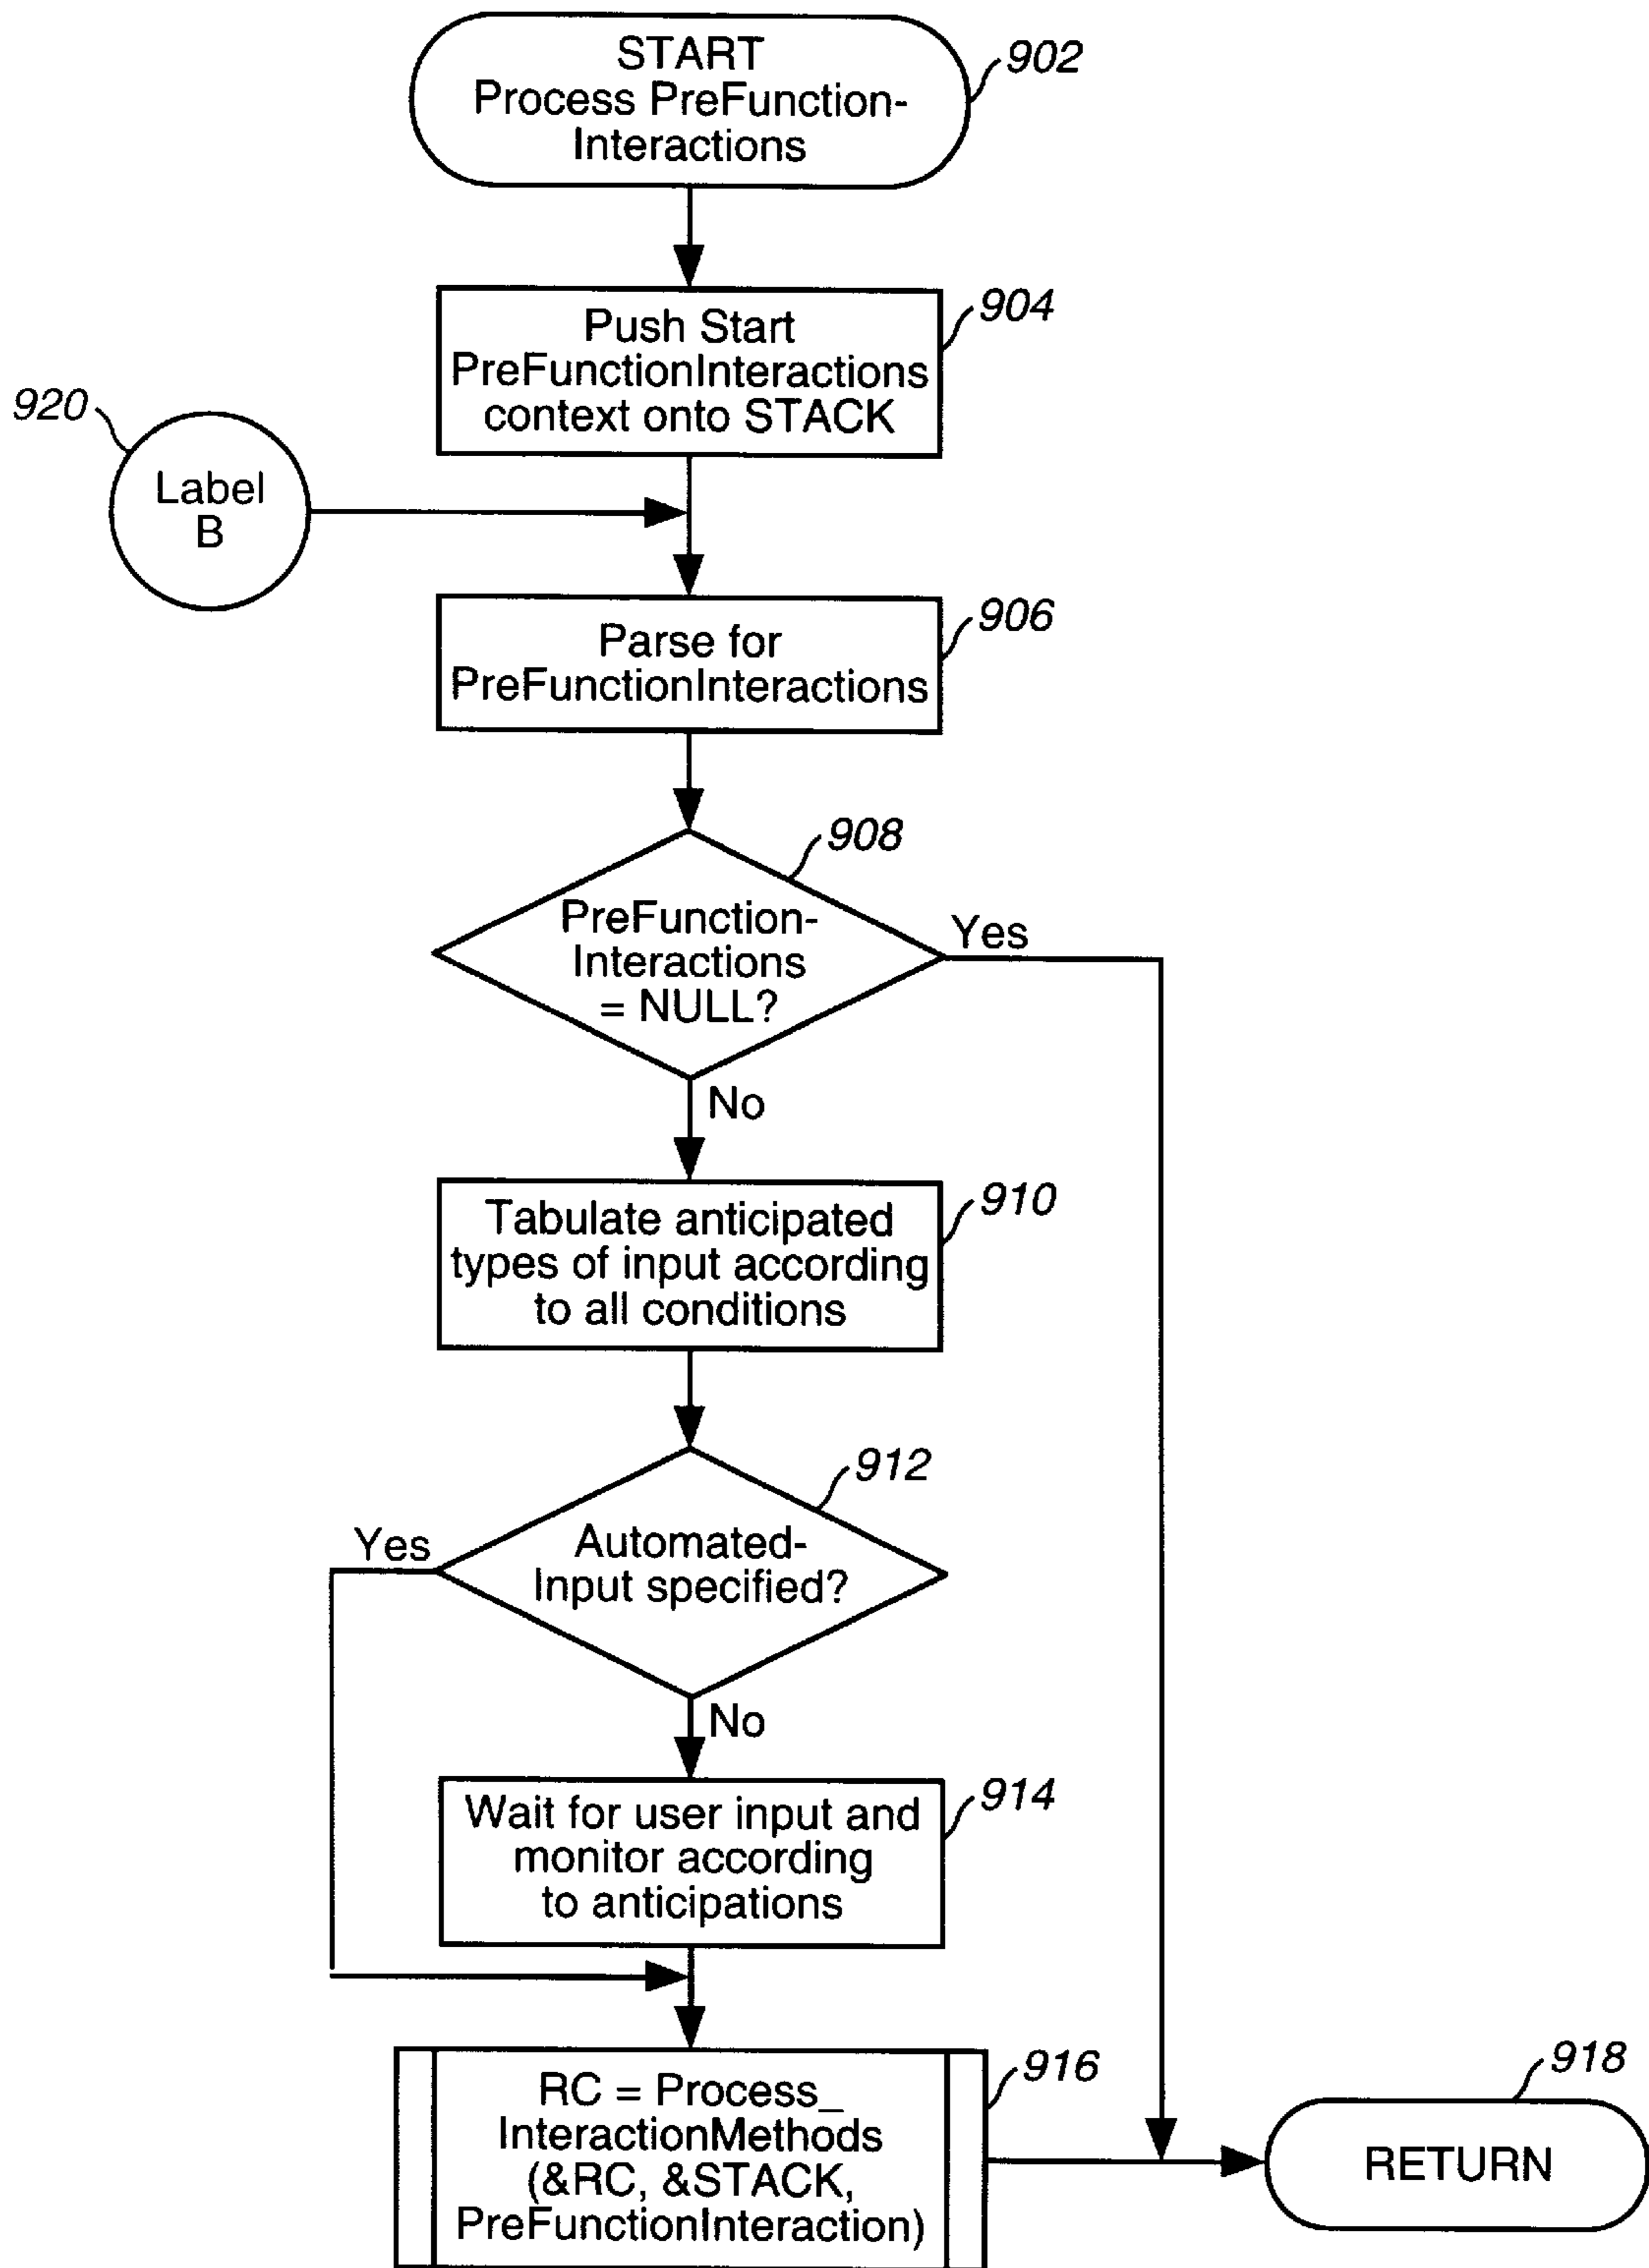 START
Process PreFunction-
Interactions
902
Push Start
PreFunctionInteractions
context onto STACK
904
920
Label
B
Parse for
PreFunctionInteractions
906
908
PreFunction-
Interactions
= NULL?
Yes
No
Tabulate anticipated
types of input according
to all conditions
910
912
Automated-
Input specified?
Yes
No
Wait for user input and
monitor according
to anticipations
914
RC = Process_
InteractionMethods
(&RC, &STACK,
PreFunctionInteraction)
916
918
RETURN